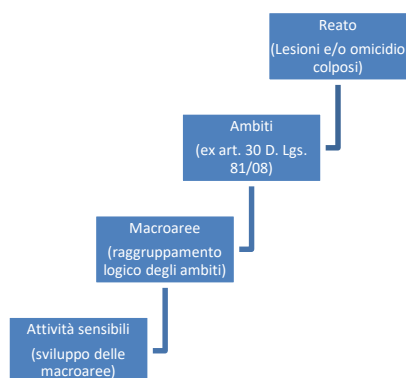 Reato
(Lesioni e/o omicidio
colposi)
Ambiti
(ex art. 30 D. Lgs.
81/08)
Macroaree
(raggruppamento
logico degli ambiti)
Attività sensibili
(sviluppo delle
macroaree)